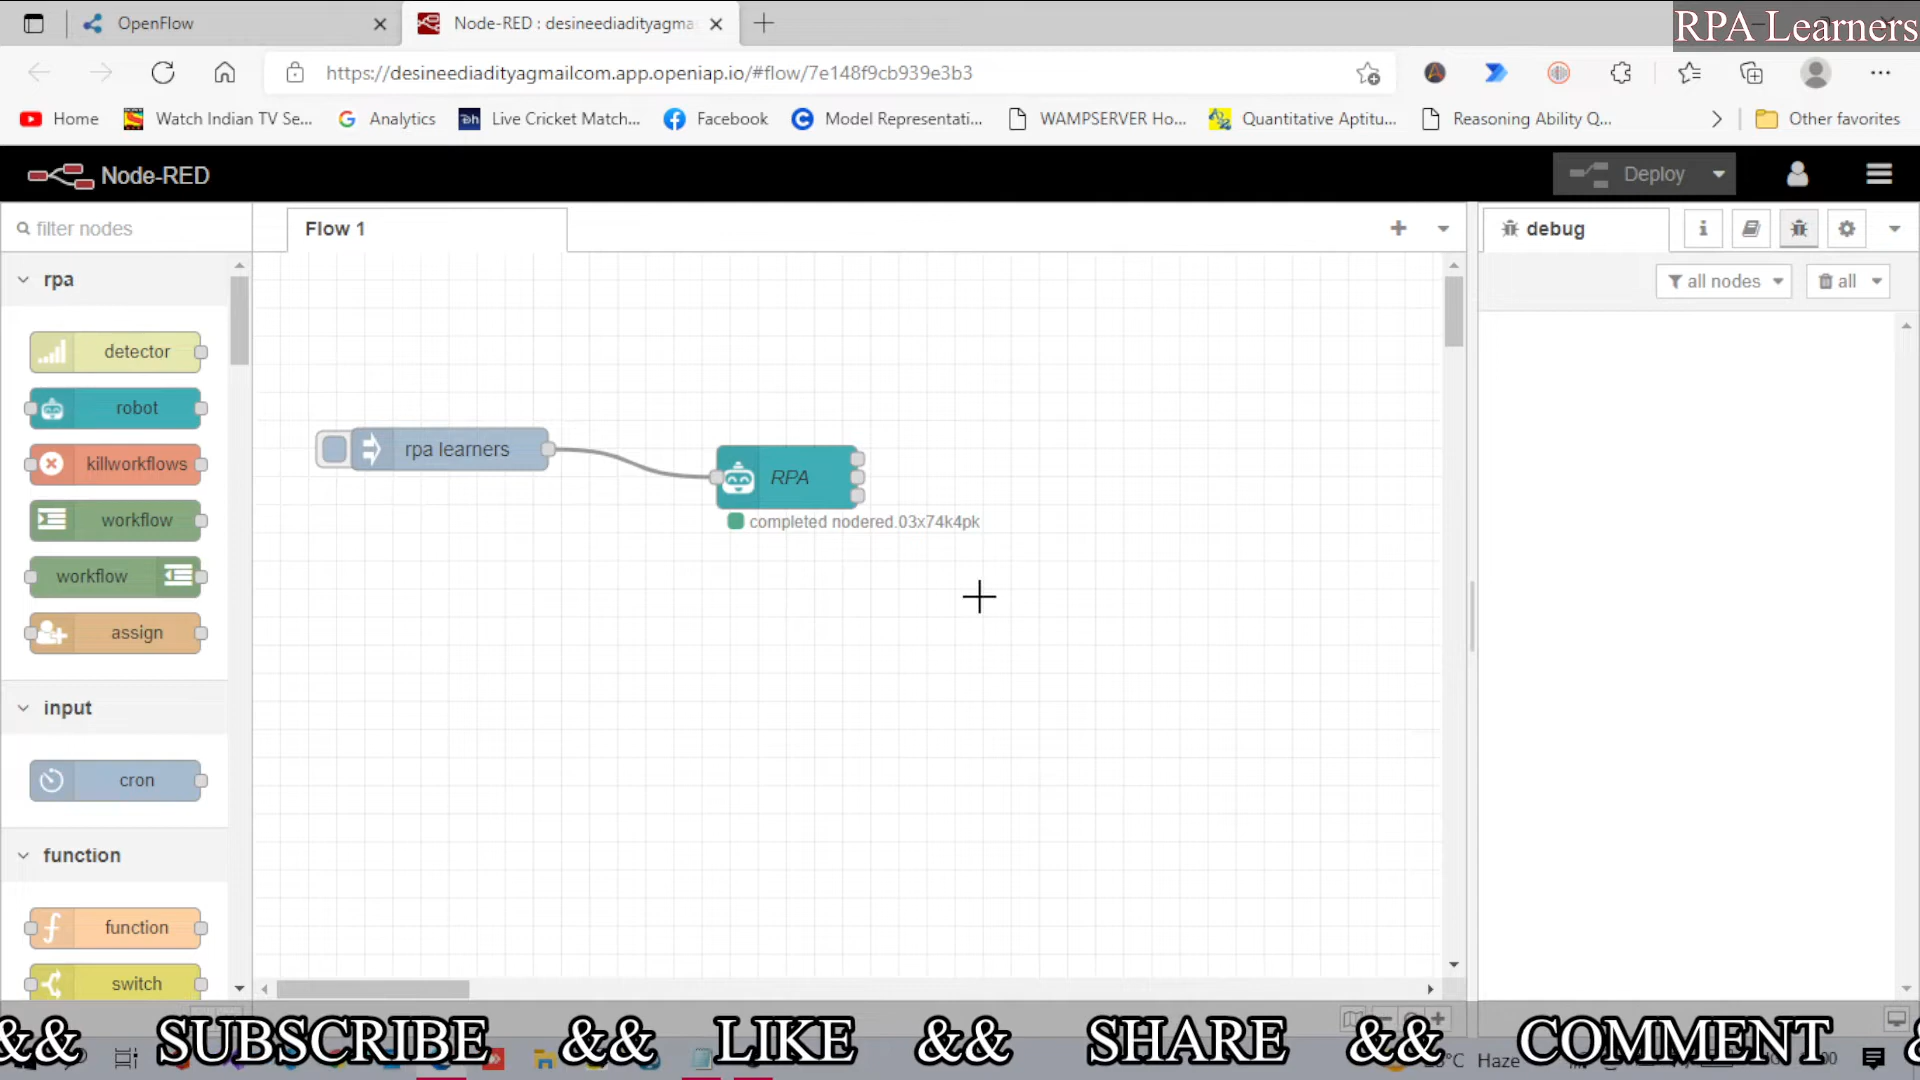 OpenFlow
Node-RED : desineediadityagma
RPA Learners
https://desineediadityagmailcom.app.openiap.io/#flow/7e148f9cb939e3b3
Home
Watch Indian TV Se...
Analytics
Live Cricket Match...
Facebook
Model Representati...
WAMPSERVER Ho...
Quantitative Aptitu...
Reasoning Ability Q...
Other favorites
Node-RED
Deploy
filter nodes
Flow 1
debug
all nodes
all
rpa
detector
robot
killworkflows
workflow
workflow
assign
input
cron
function
function
switch
rpa learners
RPA
completed nodered.03x74k4pk
&& SUBSCRIBE && LIKE && SHARE && COMMENT
Haze